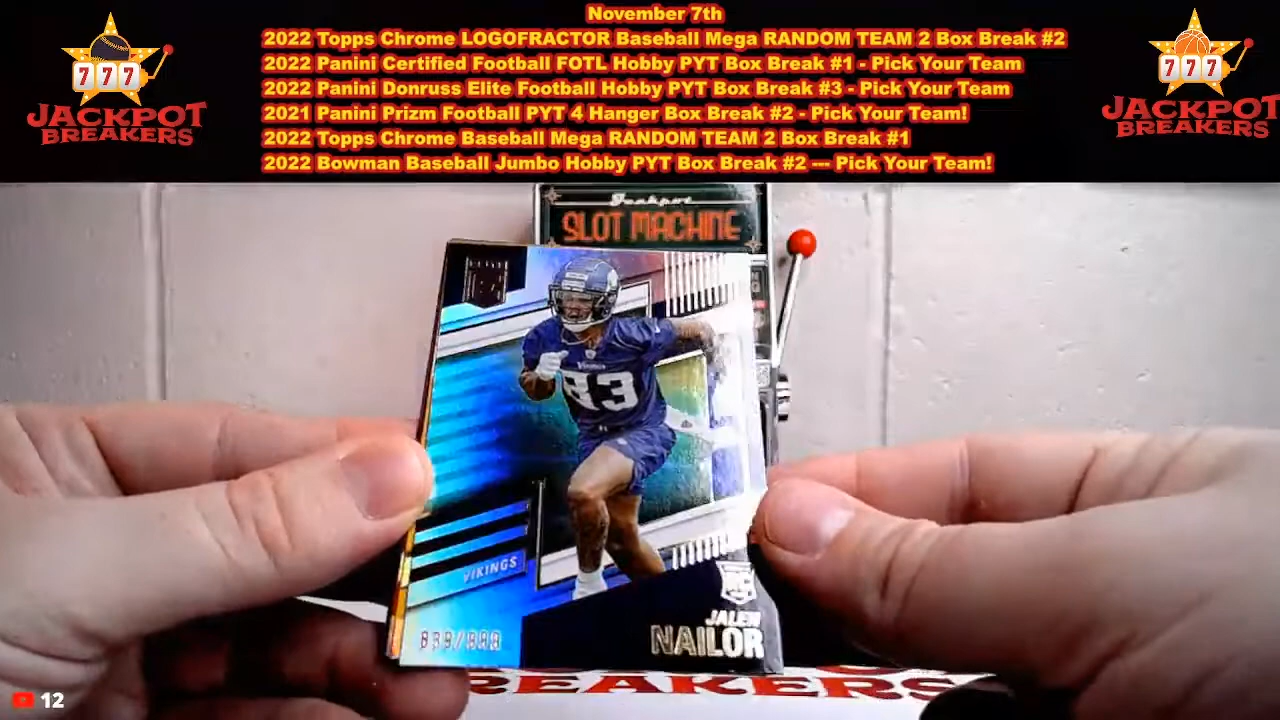 November 7th
2022 Topps Chrome LOGOFRACTOR Baseball Mega RANDOM TEAM 2 Box Break #2
2022 Panini Certified Football FOTL Hobby PYT Box Break #1 - Pick Your Team
2022 Panini Donruss Elite Football Hobby PYT Box Break #3 - Pick Your Team
2021 Panini Prizm Football PYT 4 Hanger Box Break #2 - Pick Your Team!
2022 Topps Chrome Baseball Mega RANDOM TEAM 2 Box Break #1
2022 Bowman Baseball Jumbo Hobby PYT Box Break #2 --- Pick Your Team!
777
JACKPOT
BREAKERS
777
JACKPOT
BREAKERS
Jackpot
SLOT MACHINE
VIKINGS
83
VIKINGS
JALEN
NAILOR
BREAKERS
12